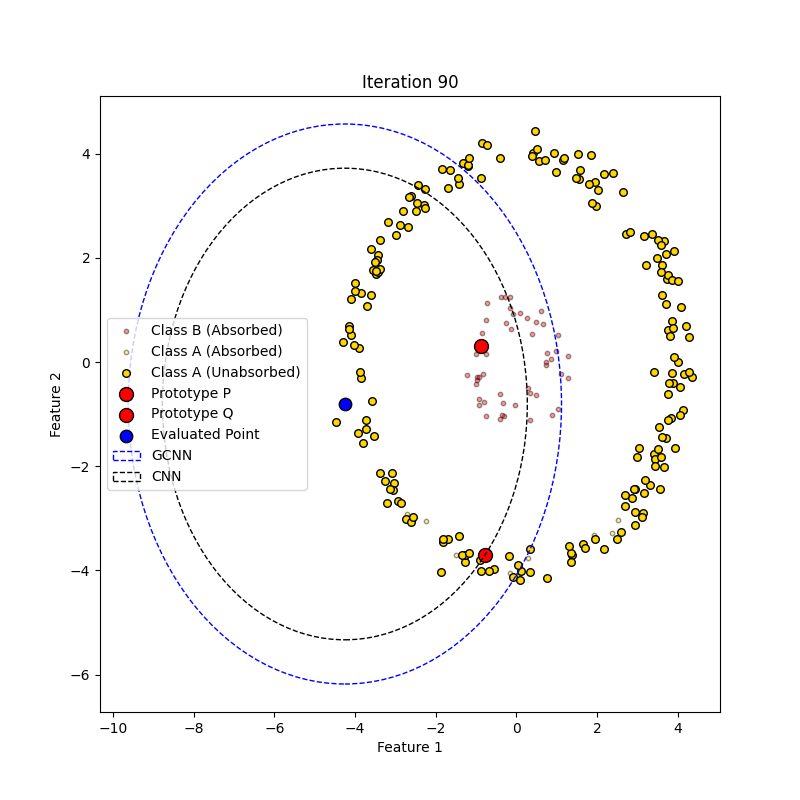 Iteration 90
4
2
0
−2
−4
−6
Feature 2
Class B (Absorbed)
Class A (Absorbed)
Class A (Unabsorbed)
Prototype P
Prototype Q
Evaluated Point
GCNN
CNN
−10 −8 −6 −4 −2 0 2 4
Feature 1